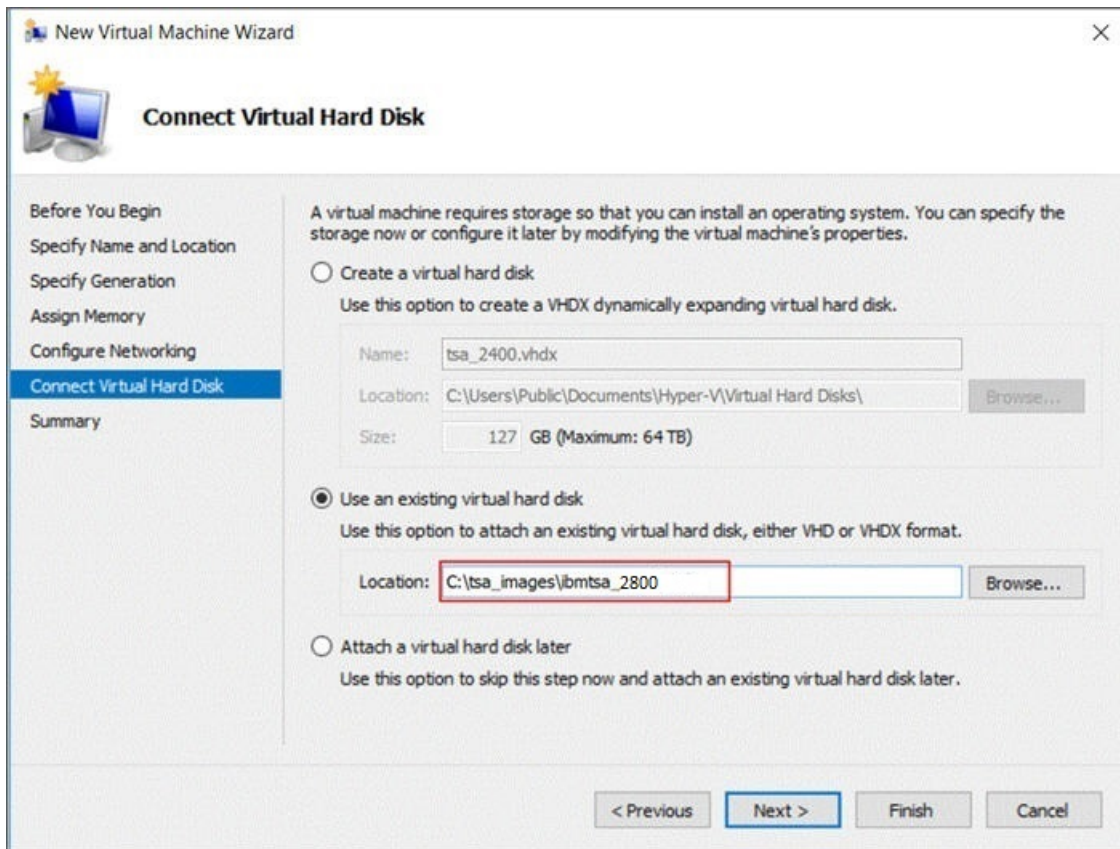 New Virtual Machine Wizard
Connect Virtual Hard Disk
Before You Begin
Specify Name and Location
Specify Generation
Assign Memory
Configure Networking
Connect Virtual Hard Disk
Summary
A virtual machine requires storage so that you can install an operating system. You can specify the
storage now or configure it later by modifying the virtual machine's properties.
Create a virtual hard disk
Use this option to create a VHDX dynamically expanding virtual hard disk.
Name: tsa_2400.vhdx
Location: C:\Users\Public\Documents\Hyper-V\Virtual Hard Disks\ Browse...
Size: 127 GB (Maximum: 64 TB)
Use an existing virtual hard disk
Use this option to attach an existing virtual hard disk, either VHD or VHDX format.
Location: C:\tsa_images\ibmtsa_2800 Browse...
Attach a virtual hard disk later
Use this option to skip this step now and attach an existing virtual hard disk later.
< Previous Next > Finish Cancel